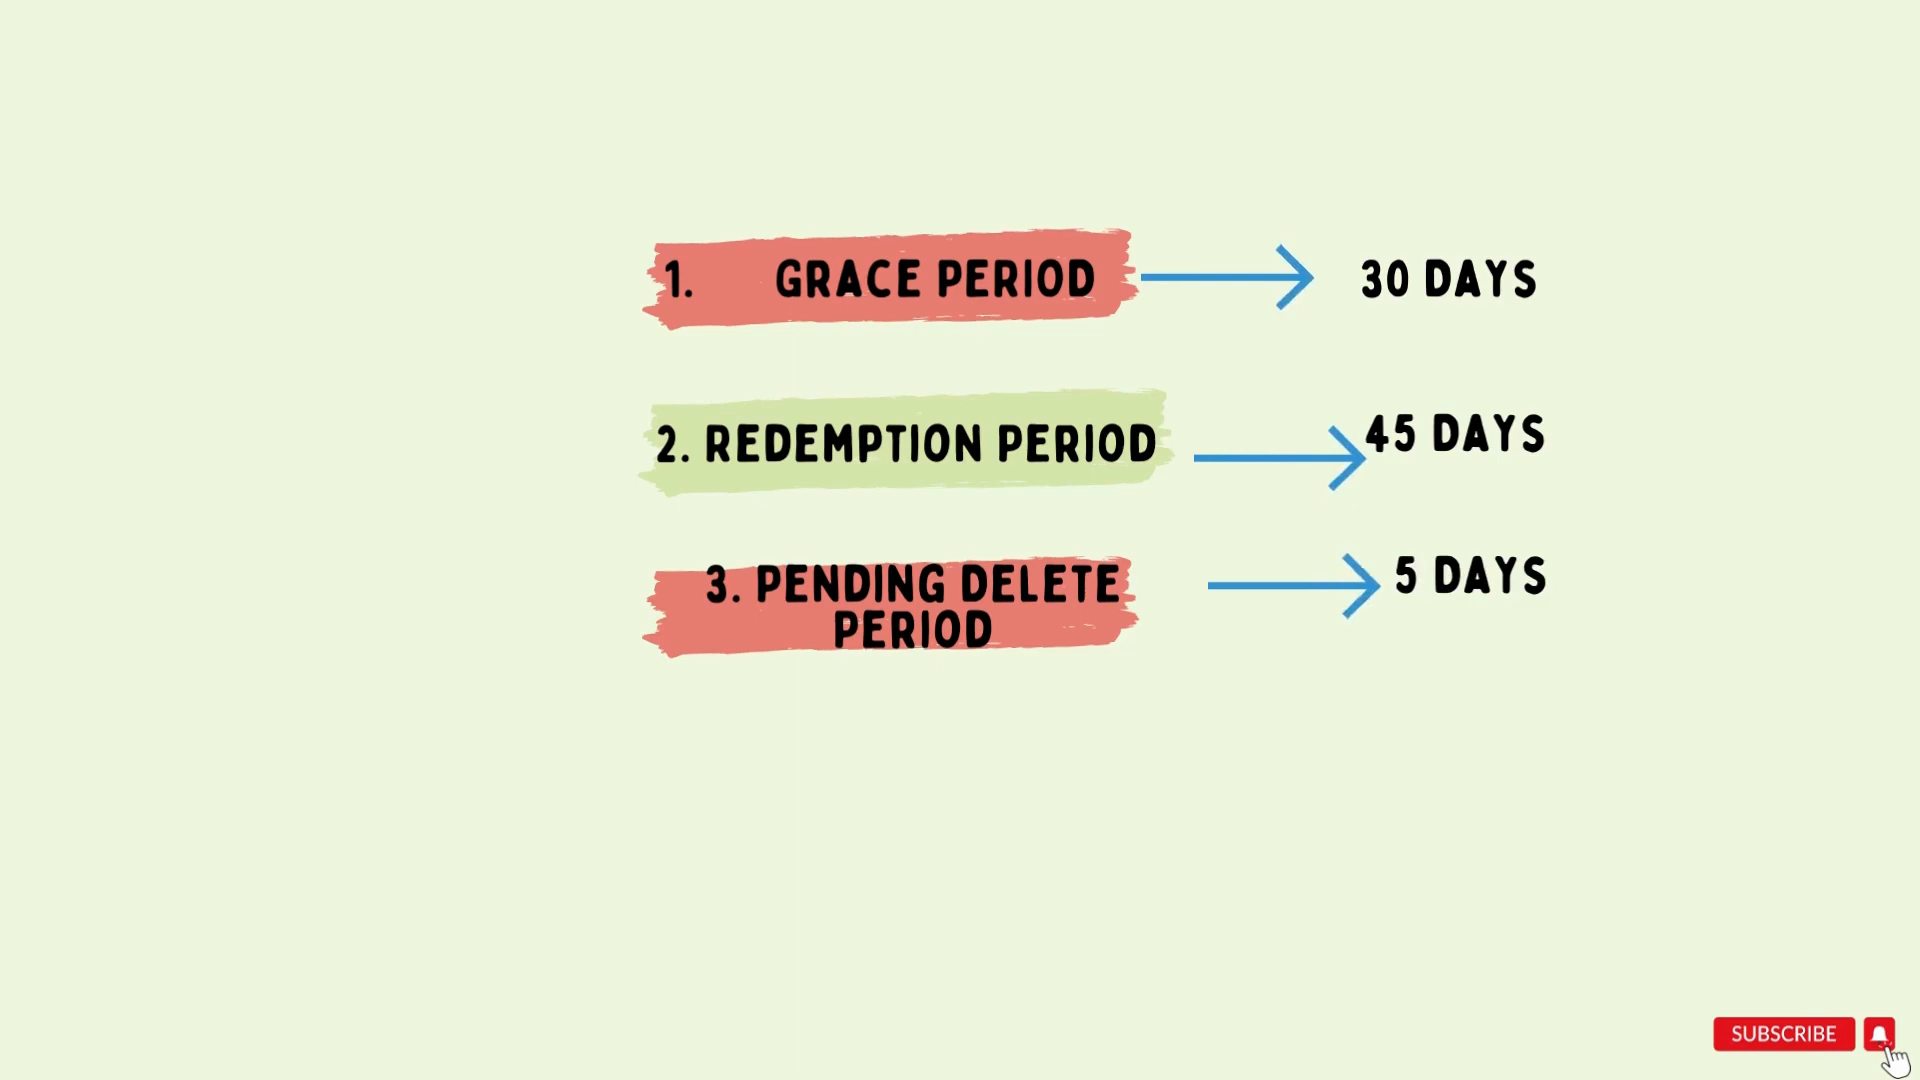 1. GRACE PERIOD 30 DAYS
2. REDEMPTION PERIOD 45 DAYS
3. PENDING DELETE 5 DAYS
PERIOD
SUBSCRIBE